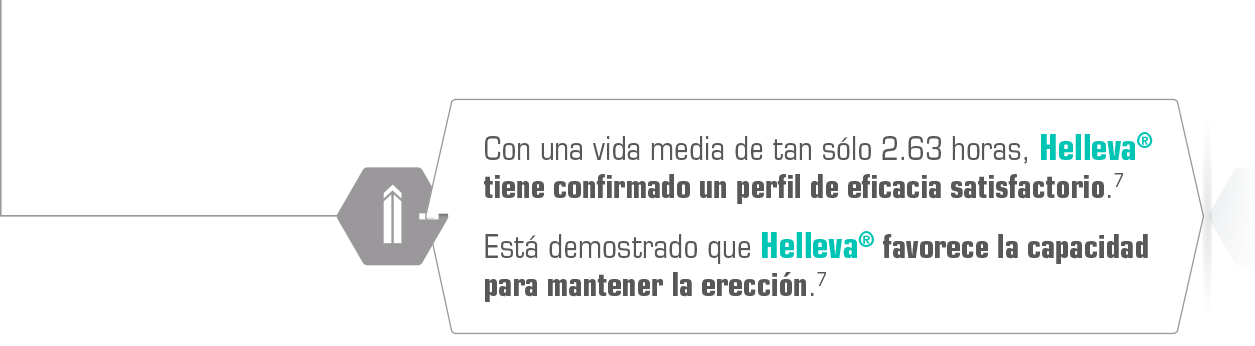 Con una vida media de tan sólo 2.63 horas, Helleva®
tiene confirmado un perfil de eficacia satisfactorio.7
Está demostrado que Helleva® favorece la capacidad
para mantener la erección.7